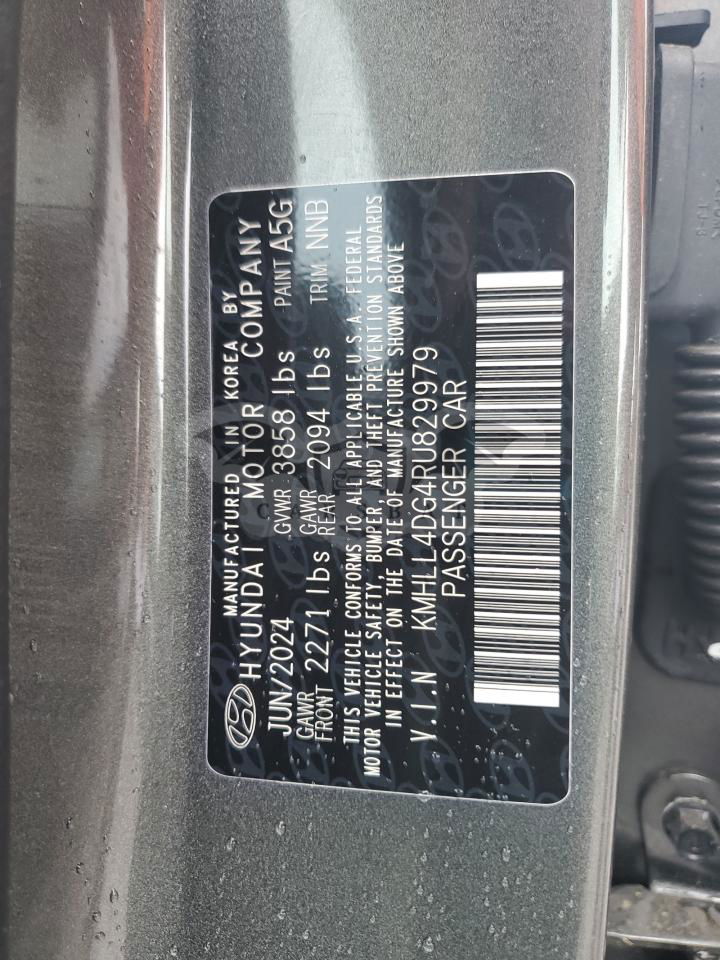 MANUFACTURED IN KOREA BY
HYUNDAI MOTOR COMPANY
JUN/2024 GVWR 3858 lbs PAINT A5G
GAWR FRONT 2271 lbs GAWR REAR 2094 lbs TRIM NNB
THIS VEHICLE CONFORMS TO ALL APPLICABLE U.S.A. FEDERAL
MOTOR VEHICLE SAFETY, BUMPER, AND THEFT PREVENTION STANDARDS
IN EFFECT ON THE DATE OF MANUFACTURE SHOWN ABOVE
V.I.N KMHLL4DG4RU829979
PASSENGER CAR